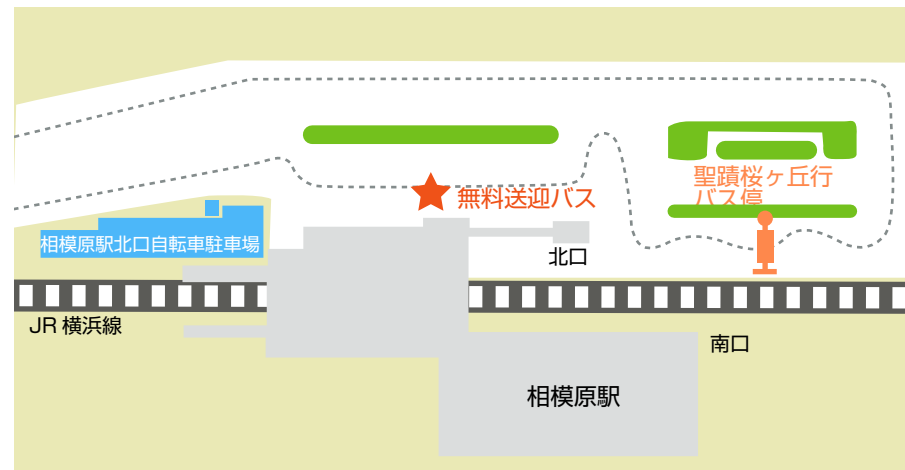 聖蹟桜ヶ丘行
バス停
無料送迎バス
相模原駅北口自転車駐車場
北口
JR 横浜線
南口
相模原駅